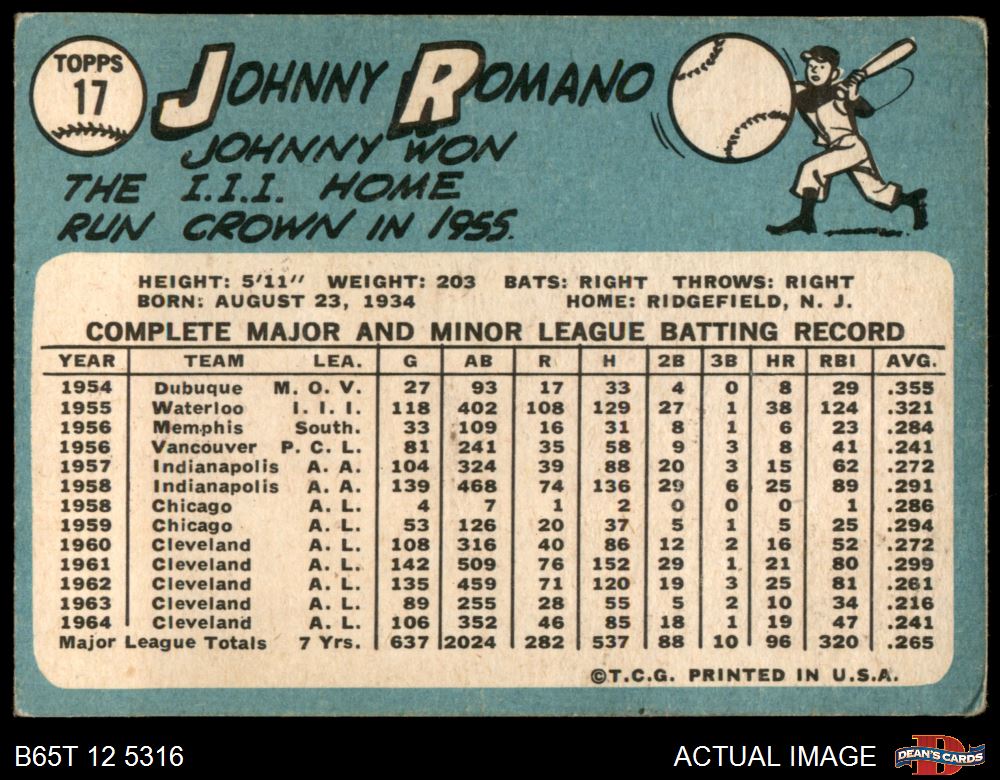 TOPPS
17
JOHNNY ROMANO
JOHNNY WON
THE I.I.I. HOME
RUN CROWN IN 1955.
HEIGHT: 5'11" WEIGHT: 203 BATS: RIGHT THROWS: RIGHT
BORN: AUGUST 23, 1934 HOME: RIDGEFIELD, N. J.
COMPLETE MAJOR AND MINOR LEAGUE BATTING RECORD
YEAR TEAM LEA. G AB R H 2B 3B HR RBI AVG.
1954 Dubuque M. O. V. 27 93 17 33 4 0 8 29 .355
1955 Waterloo I. I. I. 118 402 108 129 27 1 38 124 .321
1956 Memphis South. 33 109 16 31 8 1 6 23 .284
1956 Vancouver P. C. L. 81 241 35 58 9 3 8 41 .241
1957 Indianapolis A. A. 104 324 39 88 20 3 15 62 .272
1958 Indianapolis A. A. 139 468 74 136 29 6 25 89 .291
1958 Chicago A. L. 4 7 1 2 0 0 0 1 .286
1959 Chicago A. L. 53 126 20 37 5 1 5 25 .294
1960 Cleveland A. L. 108 316 40 86 12 2 16 52 .272
1961 Cleveland A. L. 142 509 76 152 29 1 21 80 .299
1962 Cleveland A. L. 135 459 71 120 19 3 25 81 .261
1963 Cleveland A. L. 89 255 28 55 5 2 10 34 .216
1964 Cleveland A. L. 106 352 46 85 18 1 19 47 .241
Major League Totals 7 Yrs. 637 2024 282 537 88 10 96 320 .265
©T.C.G. PRINTED IN U.S.A.
B65T 12 5316 ACTUAL IMAGE DEAN'S CARDS